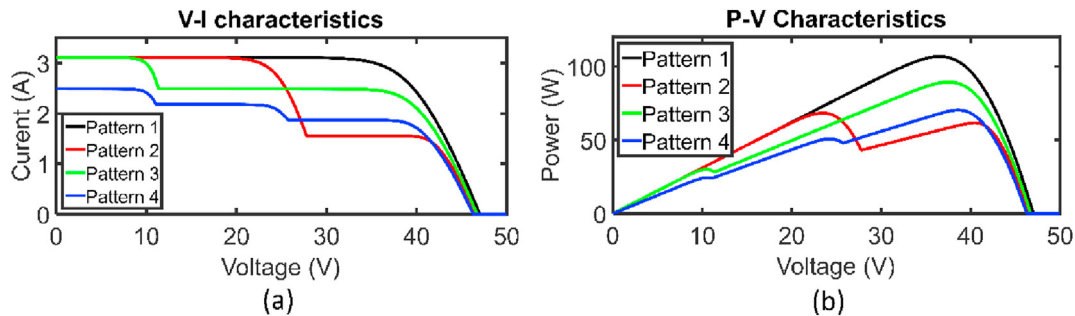 V-I characteristics
Curent (A)
3
2
1
0
Pattern 1
Pattern 2
Pattern 3
Pattern 4
0 10 20 30 40 50
Voltage (V)
(a)
P-V Characteristics
Power (W)
100
50
0
Pattern 1
Pattern 2
Pattern 3
Pattern 4
0 10 20 30 40 50
Voltage (V)
(b)